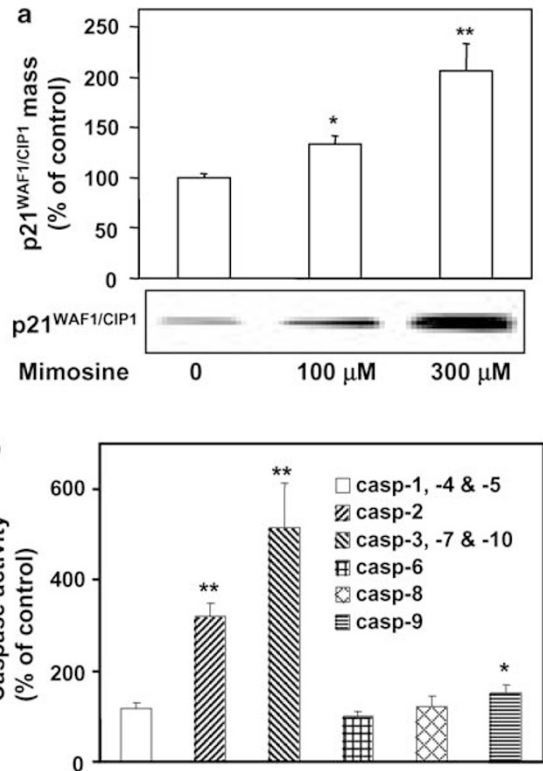 a
p21WAF1/CIP1 mass
(% of control)
250
200
150
100
50
0
*
**
p21WAF1/CIP1
Mimosine 0 100 μM 300 μM
activity
(% of control)
600
400
200
0
**
**
*
casp-1, -4 & -5
casp-2
casp-3, -7 & -10
casp-6
casp-8
casp-9